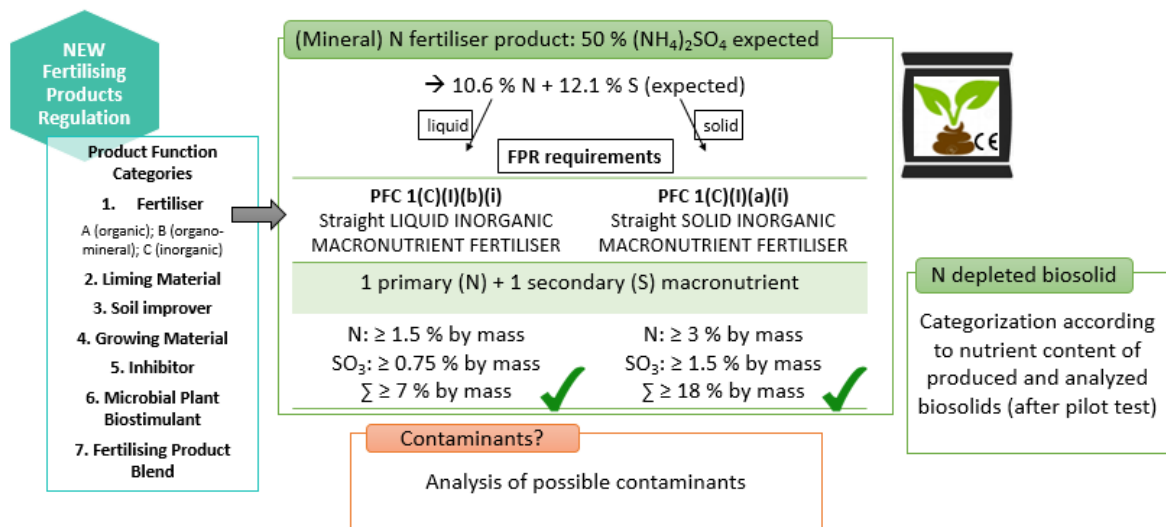 NEW
Fertilising
Products
Regulation
Product Function
Categories
1. Fertiliser
A (organic); B (organo-
mineral); C (inorganic)
2. Liming Material
3. Soil improver
4. Growing Material
5. Inhibitor
6. Microbial Plant
Biostimulant
7. Fertilising Product
Blend
(Mineral) N fertiliser product: 50 % (NH₄)₂SO₄ expected
→ 10.6 % N + 12.1 % S (expected)
liquid
solid
FPR requirements
PFC 1(C)(I)(b)(i)
Straight LIQUID INORGANIC
MACRONUTRIENT FERTILISER
PFC 1(C)(I)(a)(i)
Straight SOLID INORGANIC
MACRONUTRIENT FERTILISER
1 primary (N) + 1 secondary (S) macronutrient
N: ≥ 1.5 % by mass
SO₃: ≥ 0.75 % by mass
∑ ≥ 7 % by mass
N: ≥ 3 % by mass
SO₃: ≥ 1.5 % by mass
∑ ≥ 18 % by mass
Contaminants?
Analysis of possible contaminants
CE
N depleted biosolid
Categorization according
to nutrient content of
produced and analyzed
biosolids (after pilot test)